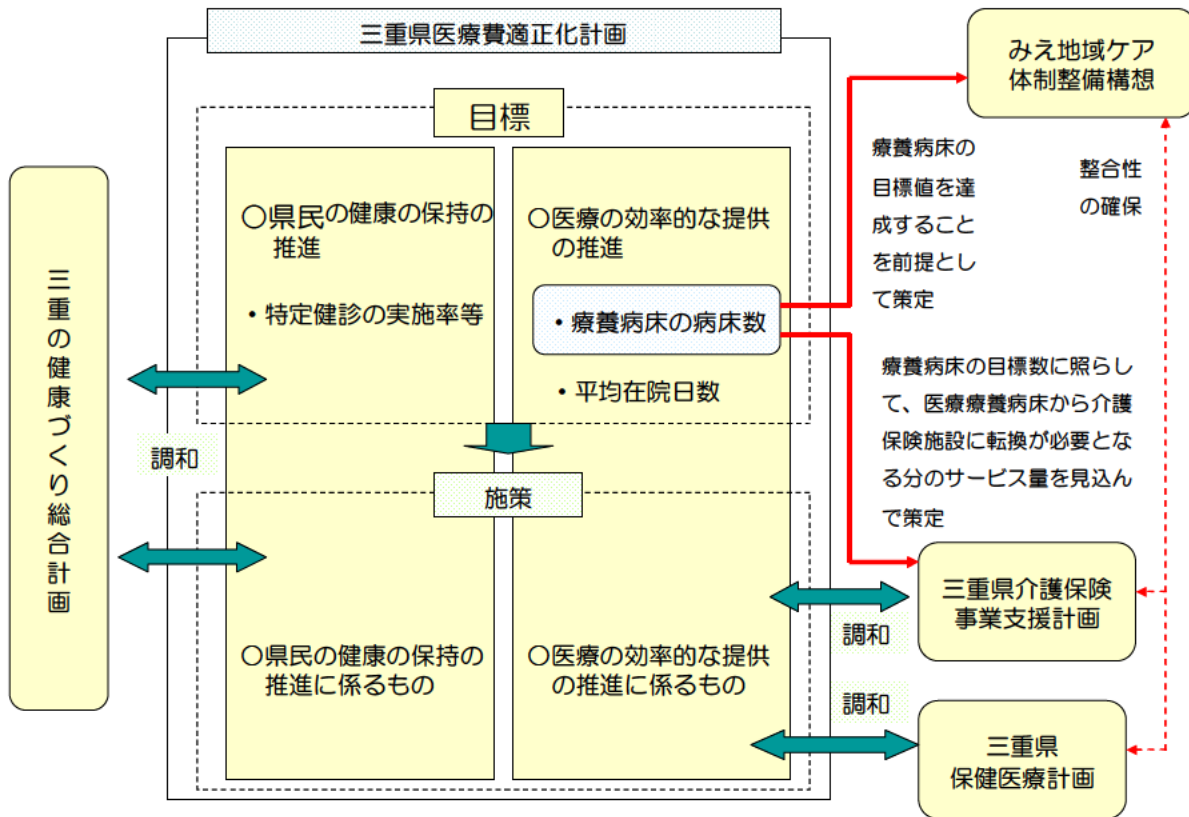 三重県医療費適正化計画
みえ地域ケア
体制整備構想
目標
療養病床の
目標値を達
成すること
を前提とし
て策定
整合性
の確保
三重の健康づくり総合計画
〇県民の健康の保持の
推進
・特定健診の実施率等
〇医療の効率的な提供
の推進
・療養病床の病床数
・平均在院日数
療養病床の目標数に照らし
て、医療療養病床から介護
保険施設に転換が必要とな
る分のサービス量を見込ん
で策定
調和
施策
〇県民の健康の保持の
推進に係るもの
〇医療の効率的な提供
の推進に係るもの
三重県介護保険
事業支援計画
調和
調和
三重県
保健医療計画